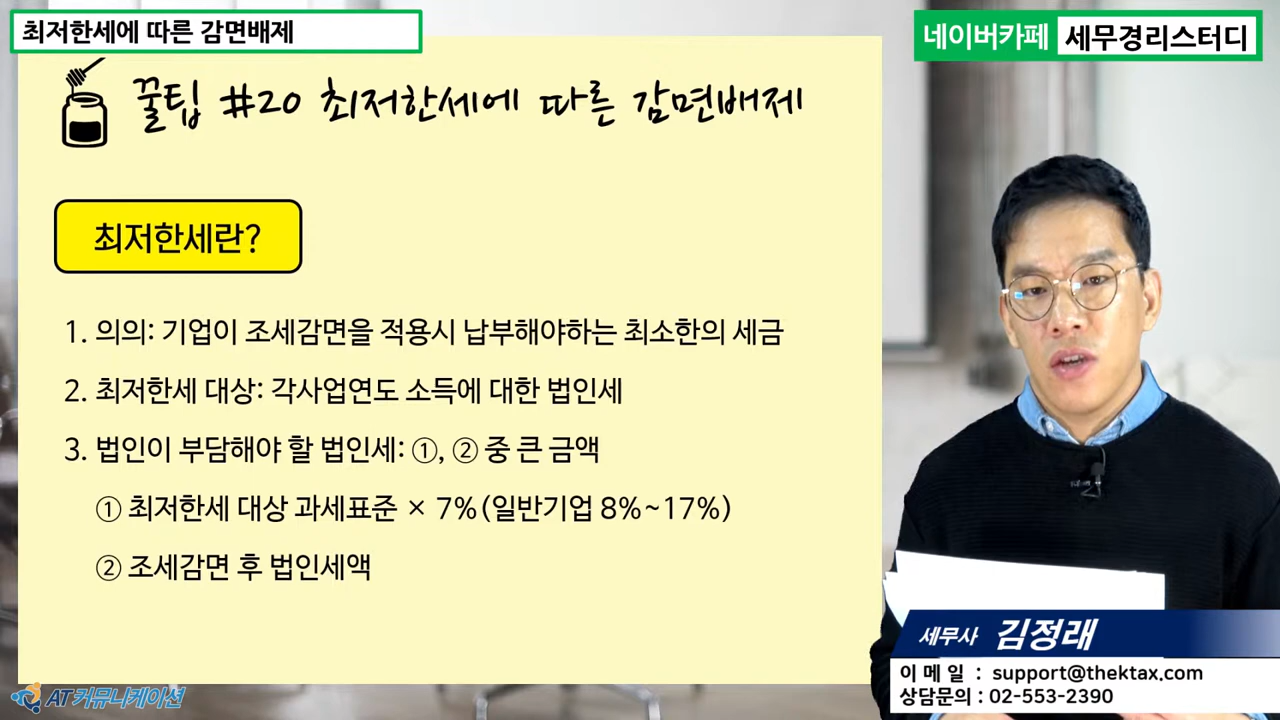 최저한세에 따른 감면배제
네이버카페 세무경리스터디
꿀팁 #20 최저한세에 따른 감면배제
최저한세란?
1. 의의: 기업이 조세감면을 적용시 납부해야하는 최소한의 세금
2. 최저한세 대상: 각사업연도 소득에 대한 법인세
3. 법인이 부담해야 할 법인세: ①, ② 중 큰 금액
① 최저한세 대상 과세표준 × 7%(일반기업 8%~17%)
② 조세감면 후 법인세액
세무사 김정래
이 메 일 : support@thektax.com
상담문의 : 02-553-2390
AT커뮤니케이션